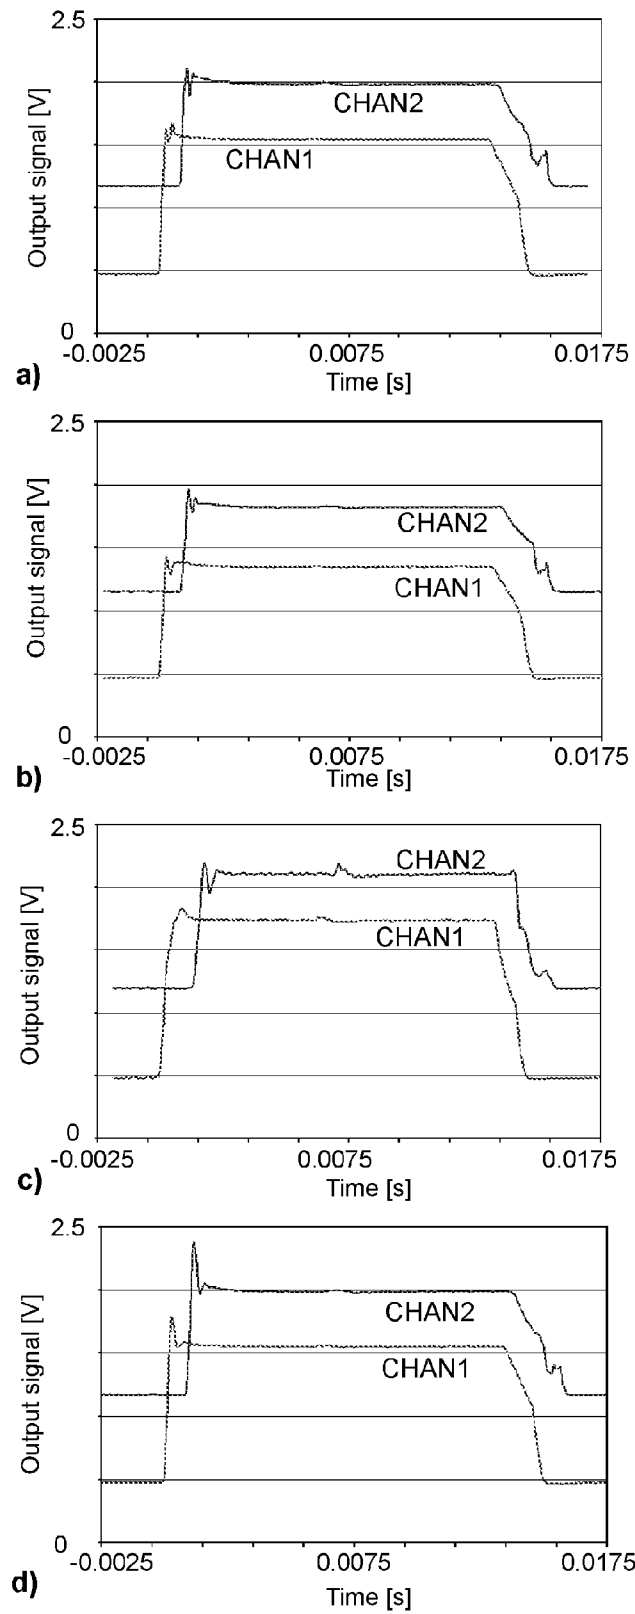 2.5
Output signal [V]
CHAN2
CHAN1
0
-0.0025 0.0075 0.0175
a) Time [s]
2.5
Output signal [V]
CHAN2
CHAN1
0
-0.0025 0.0075 0.0175
b) Time [s]
2.5
Output signal [V]
CHAN2
CHAN1
0
-0.0025 0.0075 0.0175
c) Time [s]
2.5
Output signal [V]
CHAN2
CHAN1
0
-0.0025 0.0075 0.0175
d) Time [s]